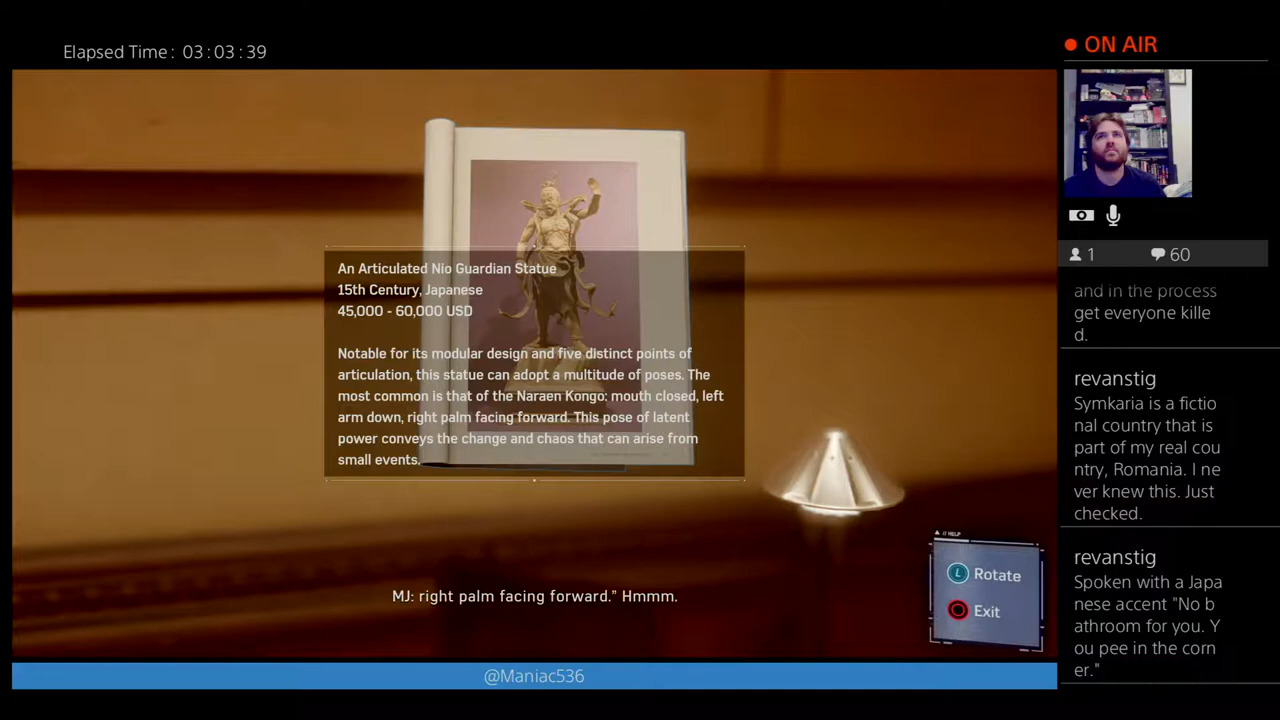 Elapsed Time: 03:03:39
ON AIR
An Articulated Nio Guardian Statue
15th Century, Japanese
45,000 - 60,000 USD
Notable for its modular design and five distinct points of
articulation, this statue can adopt a multitude of poses. The
most common is that of the Naraen Kongo: mouth closed, left
arm down, right palm facing forward. This pose of latent
power conveys the change and chaos that can arise from
small events.
MJ: right palm facing forward." Hmmm.
// HELP
L Rotate
Exit
@Maniac536
1 60
and in the process
get everyone kille
d.
revanstig
Symkaria is a fictio
nal country that is
part of my real cou
ntry, Romania. I ne
ver knew this. Just
checked.
revanstig
Spoken with a Japa
nese accent "No b
athroom for you. Y
ou pee in the corn
er."